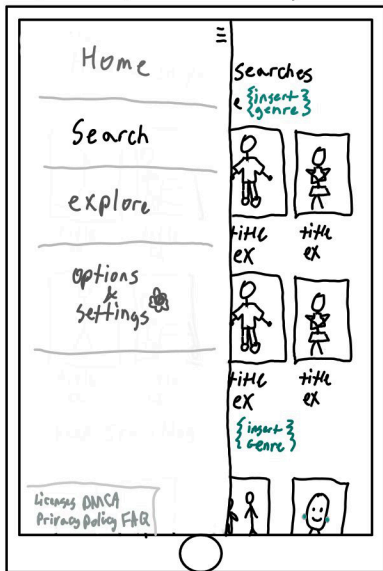 Home
Search
explore
options
&
settings
Licenses DMCA
Privacy Policy FAQ
Searches
e {insert
genre}
title title
ex ex
title title
ex ex
{insert
Genre}